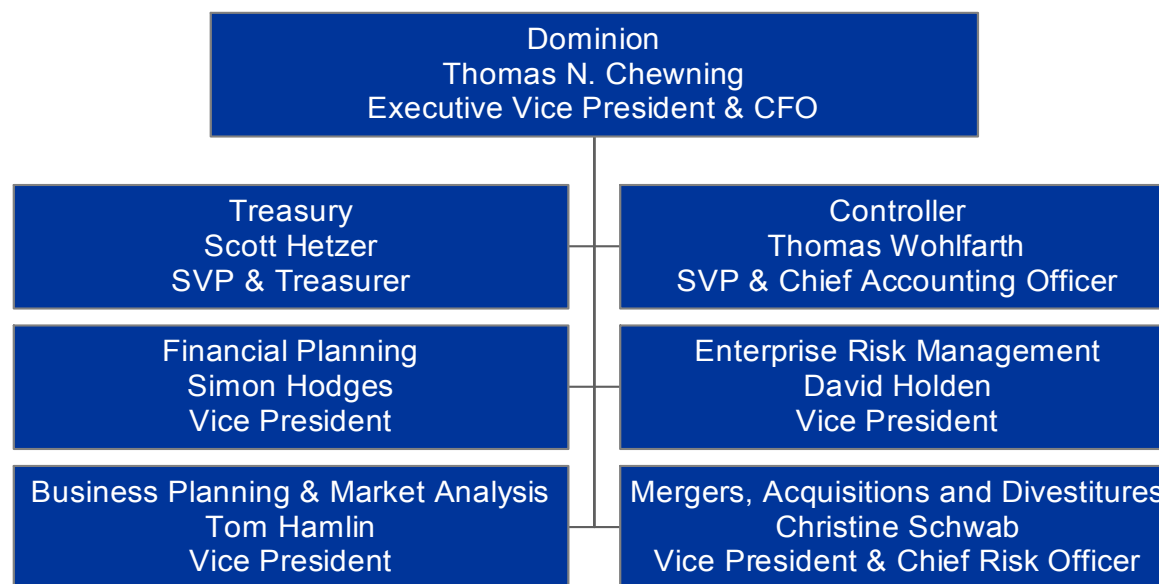 Dominion
Thomas N. Chewning
Executive Vice President & CFO
Treasury
Scott Hetzer
SVP & Treasurer
Controller
Thomas Wohlfarth
SVP & Chief Accounting Officer
Financial Planning
Simon Hodges
Vice President
Enterprise Risk Management
David Holden
Vice President
Business Planning & Market Analysis
Tom Hamlin
Vice President
Mergers, Acquisitions and Divestitures
Christine Schwab
Vice President & Chief Risk Officer